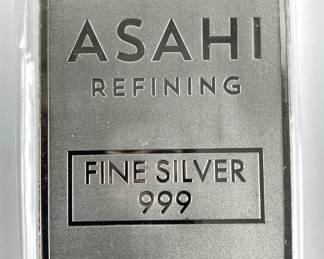 ASAHI
REFINING
FINE SILVER
999